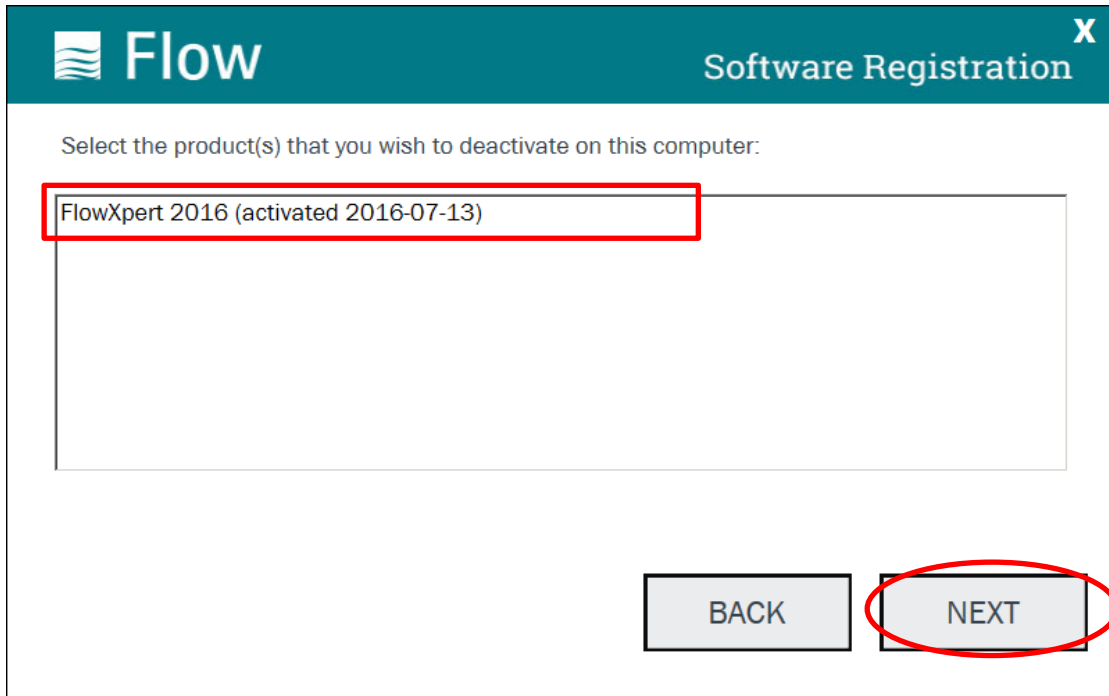 Flow
X
Software Registration
Select the product(s) that you wish to deactivate on this computer:
FlowXpert 2016 (activated 2016-07-13)
BACK
NEXT